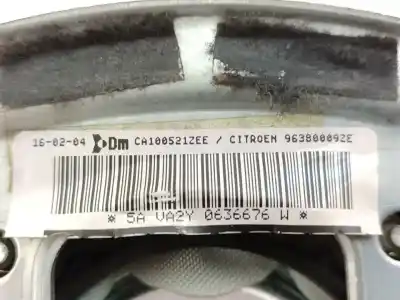 16-02-04 Dm CA100521ZEE / CITROEN 96380009ZE
* 5A VA2Y 0636676 W *